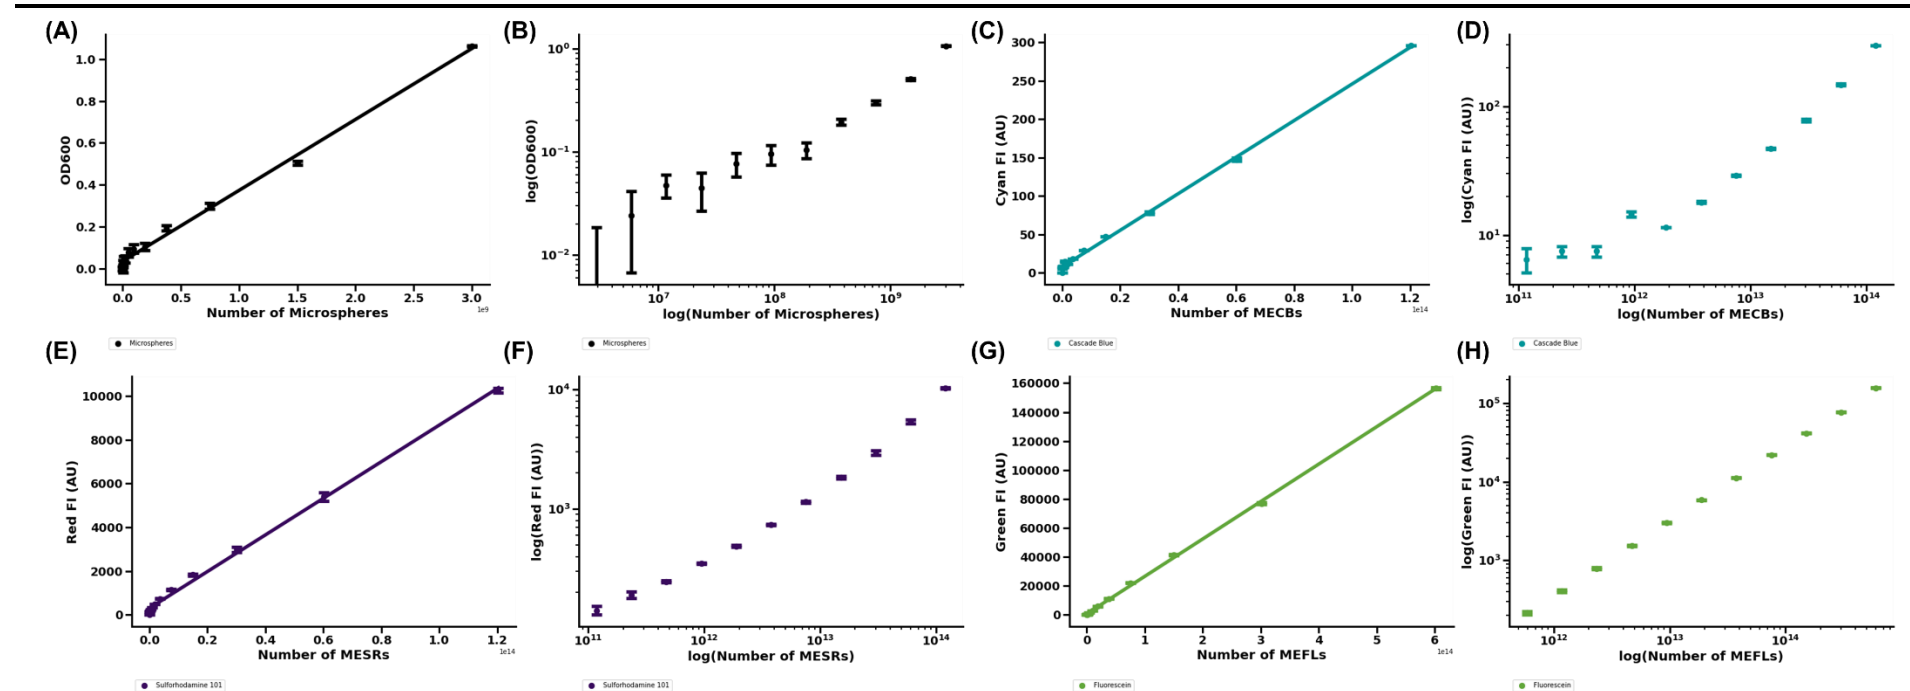 (A)
OD600
1.0
0.8
0.6
0.4
0.2
0.0
0.0 0.5 1.0 1.5 2.0 2.5 3.0
1e9
Number of Microspheres
Microspheres
(B)
log(OD600)
10⁰
10⁻¹
10⁻²
10⁷ 10⁸ 10⁹
log(Number of Microspheres)
Microspheres
(C)
Cyan FI (AU)
300
250
200
150
100
50
0
0.0 0.2 0.4 0.6 0.8 1.0 1.2
1e14
Number of MECBs
Cascade Blue
(D)
log(Cyan FI (AU))
10²
10¹
10¹¹ 10¹² 10¹³ 10¹⁴
log(Number of MECBs)
Cascade Blue
(E)
Red FI (AU)
10000
8000
6000
4000
2000
0
0.0 0.2 0.4 0.6 0.8 1.0 1.2
1e14
Number of MESRs
Sulforhodamine 101
(F)
log(Red FI (AU))
10⁴
10³
10¹¹ 10¹² 10¹³ 10¹⁴
log(Number of MESRs)
Sulforhodamine 101
(G)
Green FI (AU)
160000
140000
120000
100000
80000
60000
40000
20000
0
0 1 2 3 4 5 6
1e14
Number of MEFLs
Fluorescein
(H)
log(Green FI (AU))
10⁵
10⁴
10³
10¹² 10¹³ 10¹⁴
log(Number of MEFLs)
Fluorescein